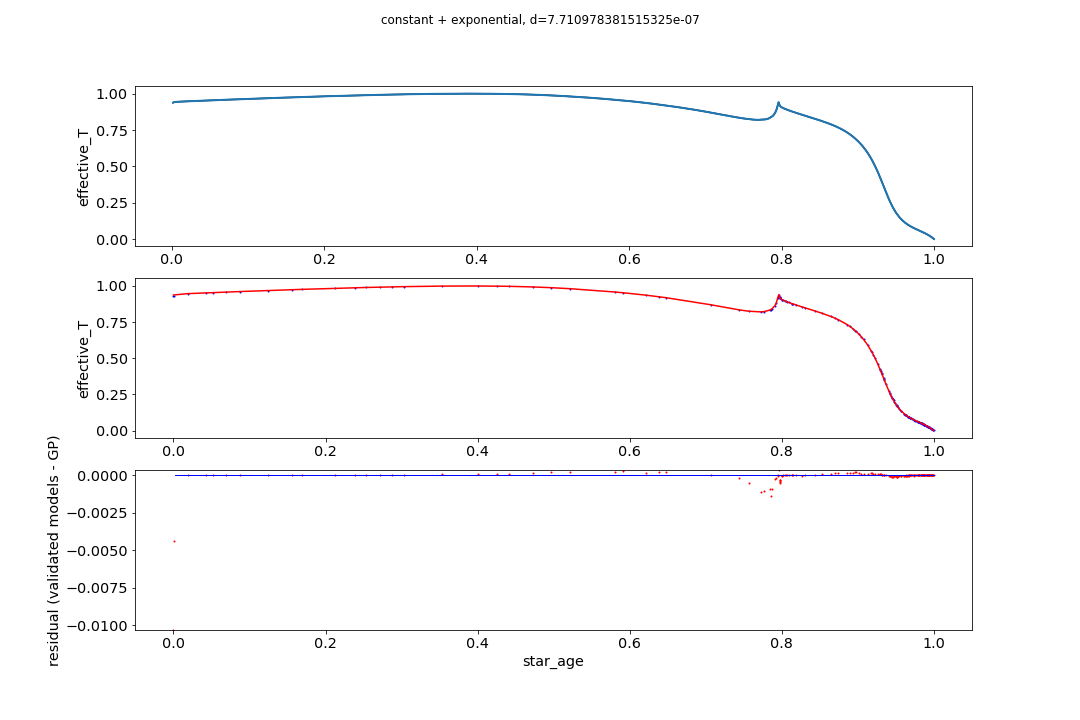 constant + exponential, d=7.710978381515325e-07
effective_T
1.00
0.75
0.50
0.25
0.00
0.0 0.2 0.4 0.6 0.8 1.0
effective_T
1.00
0.75
0.50
0.25
0.00
0.0 0.2 0.4 0.6 0.8 1.0
residual (validated models - GP)
0.0000
−0.0025
−0.0050
−0.0075
−0.0100
0.0 0.2 0.4 0.6 0.8 1.0
star_age